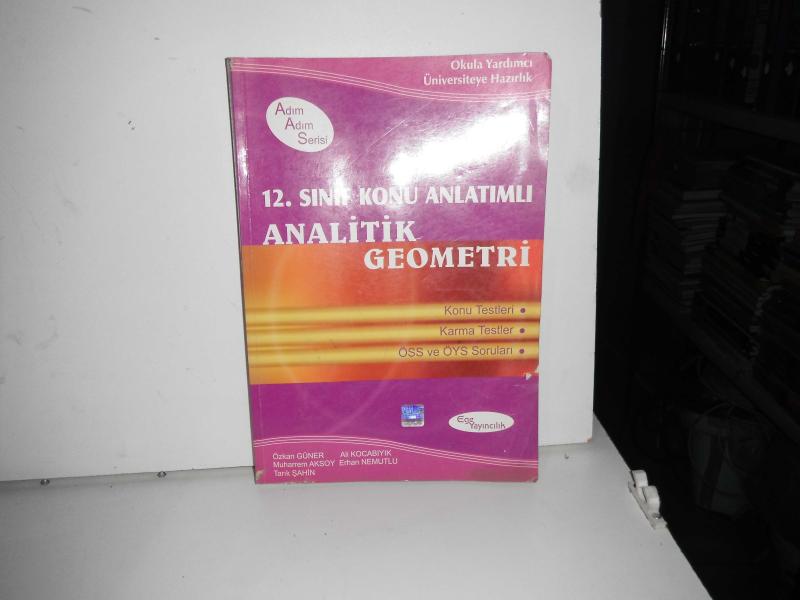 Okula Yardımcı
Üniversiteye Hazırlık
Adım
Adım
Serisi
12. SINIF KONU ANLATIMLI
ANALİTİK
GEOMETRİ
Konu Testleri •
Karma Testler •
ÖSS ve ÖYS Soruları •
Ege
Yayıncılık
Özkan GÜNER Ali KOCABIYIK
Muharrem AKSOY Erhan NEMUTLU
Tarık ŞAHİN